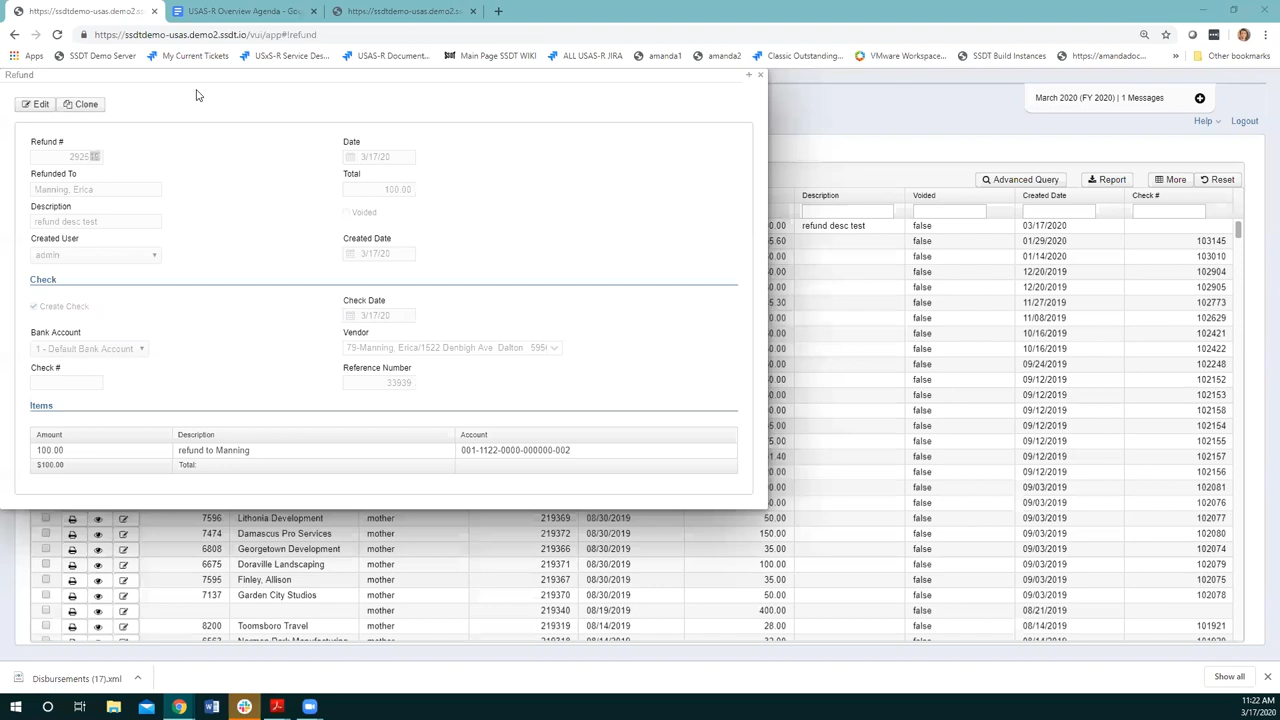 https://ssdtdemo-usas.demo2.ssdt.io × USAS-R Overview Agenda - Goo × https://ssdtdemo-usas.demo2.ssdt.io ×
https://ssdtdemo-usas.demo2.ssdt.io/vui/app#!refund
Apps SSDT Demo Server My Current Tickets USxS-R Service Des... USAS-R Document... Main Page SSDT WIKI ALL USAS-R JIRA amanda1 amanda2 Classic Outstanding... VMware Workspace... SSDT Build Instances https://amandadoc... Other bookmarks
Refund
March 2020 (FY 2020) | 1 Messages
Help Logout
Edit Clone
Refund # Date
3/17/20
Refunded To Total
Manning, Erica 100.00
Description
refund desc test Voided
Created User Created Date
admin 3/17/20
Check
Create Check Check Date
3/17/20
Bank Account Vendor
1 - Default Bank Account 79-Manning, Erica/1522 Denbigh Ave Dalton
Check # Reference Number
33939
Items
Amount Description Account
100.00 refund to Manning 001-1122-0000-000000-002
$100.00 Total:
Advanced Query Report More Reset
Description Voided Created Date Check #
refund desc test false 03/17/2020
false 01/29/2020 103145
false 01/14/2020 103010
false 12/20/2019 102904
false 12/20/2019 102905
false 11/27/2019 102773
false 11/08/2019 102629
false 10/16/2019 102421
false 10/16/2019 102422
false 09/24/2019 102248
false 09/12/2019 102152
false 09/12/2019 102153
false 09/12/2019 102158
false 09/12/2019 102154
false 09/12/2019 102155
false 09/12/2019 102157
false 09/12/2019 102156
false 09/03/2019 102081
false 09/03/2019 102076
7596 Lithonia Development mother 219369 08/30/2019 50.00 false 09/03/2019 102077
7474 Damascus Pro Services mother 219372 08/30/2019 150.00 false 09/03/2019 102080
6808 Georgetown Development mother 219366 08/30/2019 35.00 false 09/03/2019 102074
6675 Doraville Landscaping mother 219371 08/30/2019 100.00 false 09/03/2019 102079
7595 Finley, Allison mother 219367 08/30/2019 35.00 false 09/03/2019 102075
7137 Garden City Studios mother 219370 08/30/2019 50.00 false 09/03/2019 102078
mother 219340 08/19/2019 400.00 false 08/21/2019
8200 Toomsboro Travel mother 219319 08/14/2019 28.00 false 08/14/2019 101921
Disbursements (17).xml
Show all
11:22 AM
3/17/2020